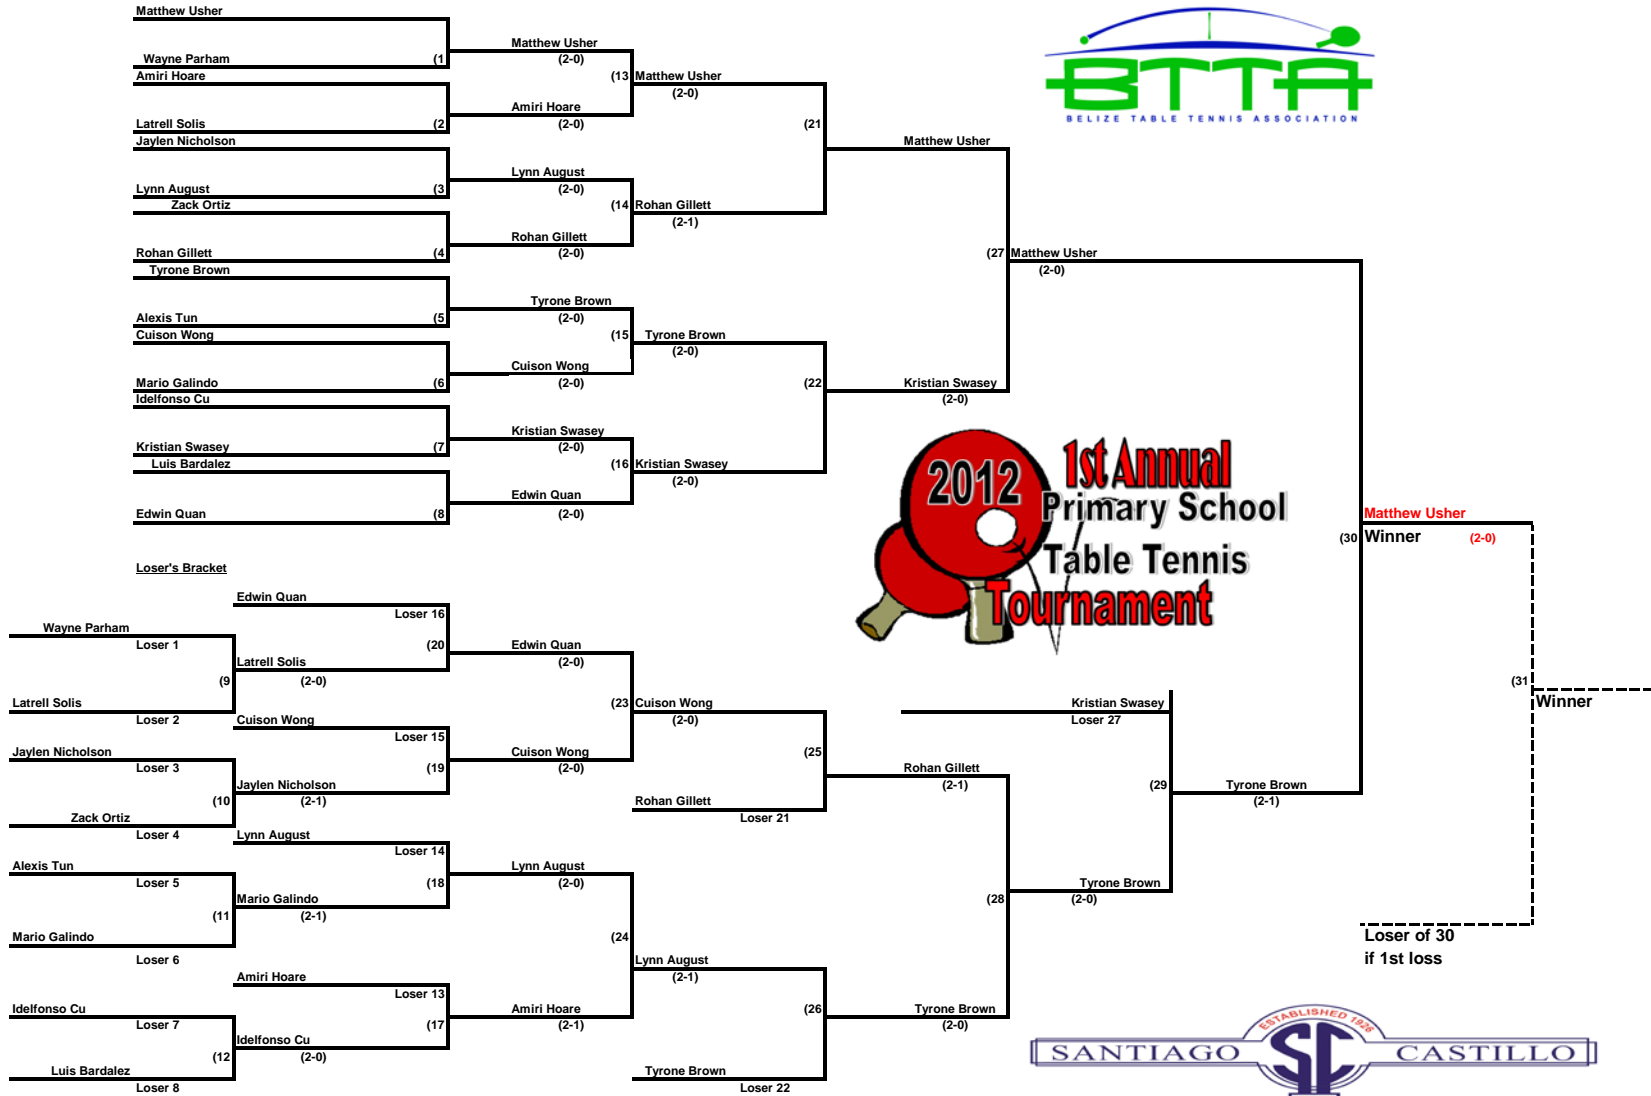 Matthew Usher
Wayne Parham
(1
Amiri Hoare
Latrell Solis
(2
Jaylen Nicholson
Lynn August
(3
Zack Ortiz
Rohan Gillett
(4
Tyrone Brown
Alexis Tun
(5
Cuison Wong
Mario Galindo
(6
Idelfonso Cu
Kristian Swasey
(7
Luis Bardalez
Edwin Quan
(8
Matthew Usher
(2-0)
(13
Amiri Hoare
(2-0)
Lynn August
(2-0)
(14
Rohan Gillett
(2-0)
Tyrone Brown
(2-0)
(15
Cuison Wong
(2-0)
Kristian Swasey
(2-0)
(16
Edwin Quan
(2-0)
Matthew Usher
(2-0)
(21
Rohan Gillett
(2-1)
Tyrone Brown
(2-0)
(22
Kristian Swasey
(2-0)
Matthew Usher
(27
Kristian Swasey
(2-0)
Matthew Usher
(2-0)
BTTA
BELIZE TABLE TENNIS ASSOCIATION
2012
1st Annual
Primary School
Table Tennis
Tournament
(30
Matthew Usher
Winner (2-0)
(31
Winner
Loser of 30
if 1st loss
Loser's Bracket
Wayne Parham
Loser 1
(9
Latrell Solis
Loser 2
Jaylen Nicholson
Loser 3
(10
Zack Ortiz
Loser 4
Alexis Tun
Loser 5
(11
Mario Galindo
Loser 6
Idelfonso Cu
Loser 7
(12
Luis Bardalez
Loser 8
Edwin Quan
Loser 16
(20
Latrell Solis
(2-0)
Cuison Wong
Loser 15
(19
Jaylen Nicholson
(2-1)
Lynn August
Loser 14
(18
Mario Galindo
(2-1)
Amiri Hoare
Loser 13
(17
Idelfonso Cu
(2-0)
Edwin Quan
(2-0)
(23
Cuison Wong
(2-0)
Lynn August
(2-0)
(24
Amiri Hoare
(2-1)
Cuison Wong
(2-0)
(25
Rohan Gillett
Loser 21
Lynn August
(2-1)
(26
Tyrone Brown
Loser 22
Rohan Gillett
(2-1)
(28
Tyrone Brown
(2-0)
Kristian Swasey
Loser 27
(29
Tyrone Brown
(2-0)
Tyrone Brown
(2-1)
ESTABLISHED 1926
SANTIAGO SC CASTILLO